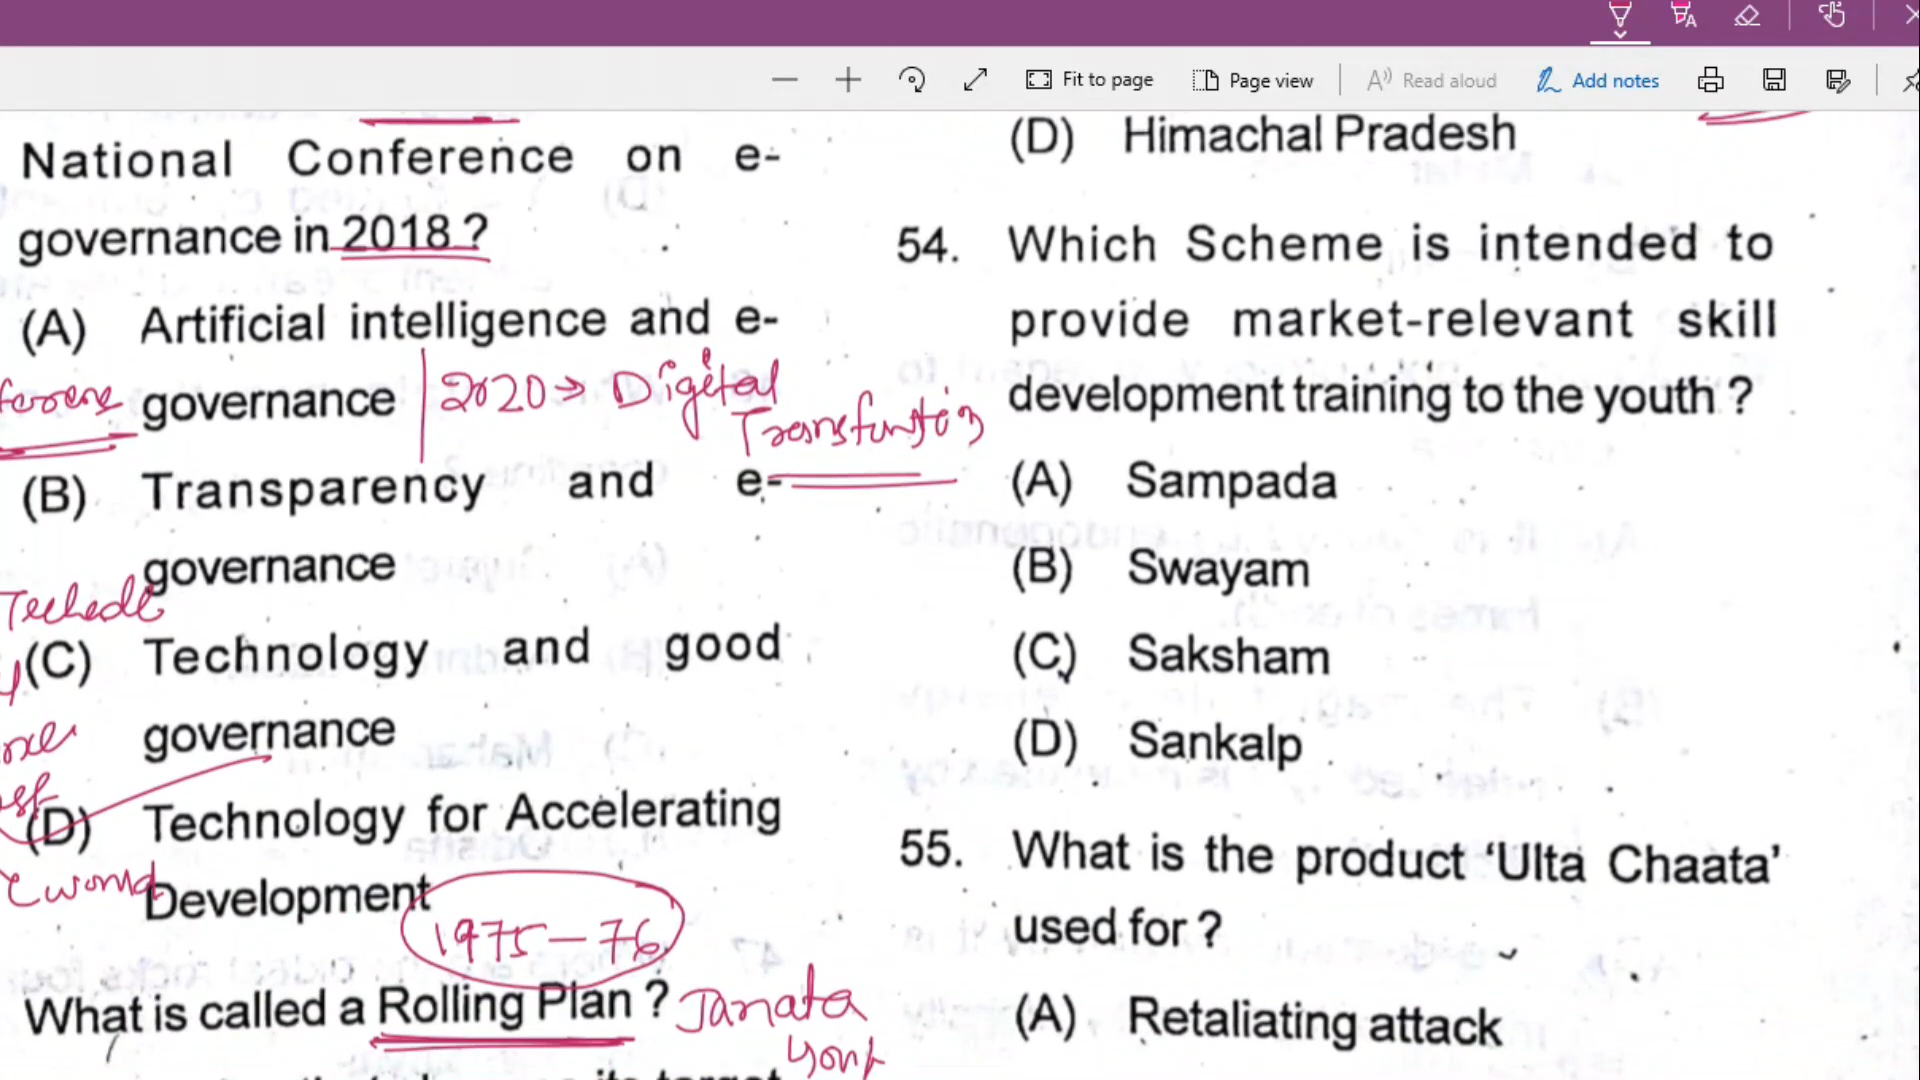 Fit to page
Page view
Read aloud
Add notes
National Conference on e-
governance in 2018 ?
(A) Artificial intelligence and e-
governance
2020 → Digital
(B) Transparency and e-
governance
(C) Technology and good
governance
(D) Technology for Accelerating
Development
1975 – 76
What is called a Rolling Plan ?
Janata
(D) Himachal Pradesh
54. Which Scheme is intended to
provide market-relevant skill
development training to the youth ?
(A) Sampada
(B) Swayam
(C) Saksham
(D) Sankalp
55. What is the product ‘Ulta Chaata’
used for ?
(A) Retaliating attack